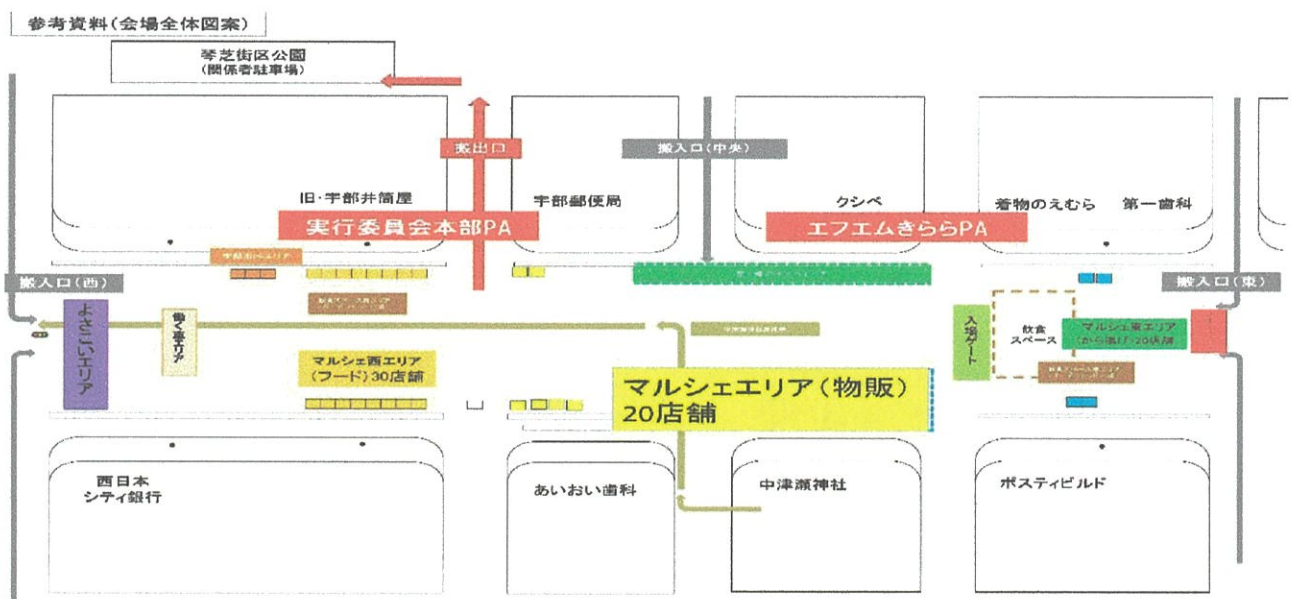 参考資料(会場全体図案)
琴芝街区公園
(関係者駐車場)
搬出口
搬入口(中央)
旧・宇部井筒屋
宇部郵便局
クシベ
着物のえむら
第一歯科
実行委員会本部PA
エフエムきららPA
搬入口(西)
搬入口(東)
よさこいエリア
働く車エリア
マルシェ西エリア
(フード)30店舗
マルシェエリア(物販)
20店舗
入場ゲート
飲食
スペース
マルシェ東エリア
(から揚げ)20店舗
西日本
シティ銀行
あいおい歯科
中津瀬神社
ポスティビルド